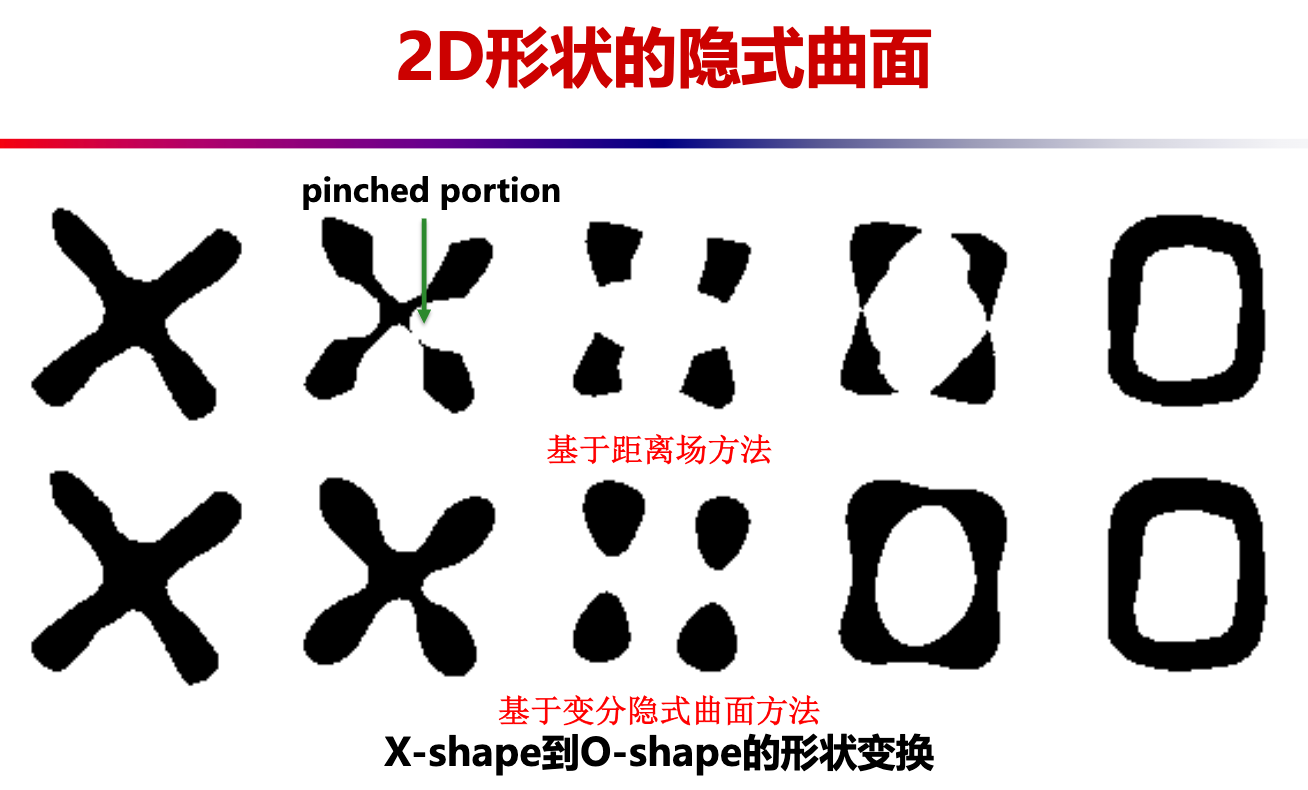 2D形状的隐式曲面
pinched portion
基于距离场方法
基于变分隐式曲面方法
X-shape到O-shape的形状变换